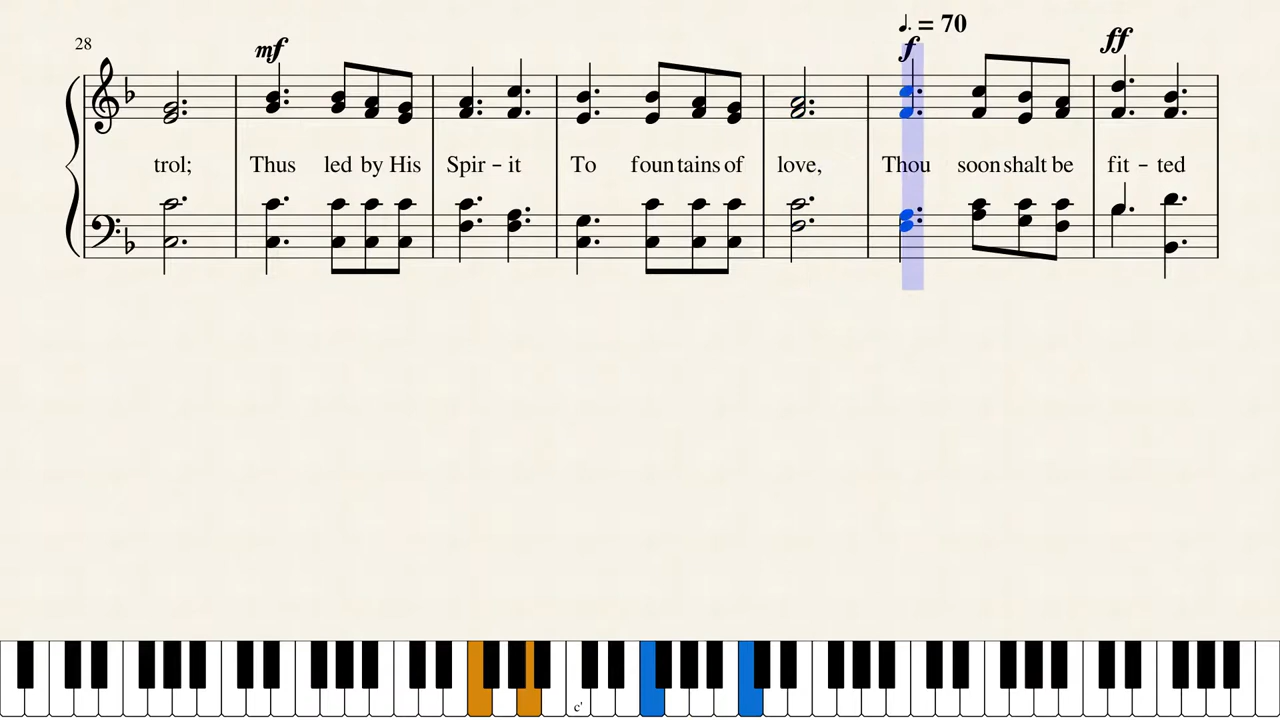 ♩. = 70
28 mf f ff
trol; Thus led by His Spir – it To foun tains of love, Thou soon shalt be fit – ted
c'